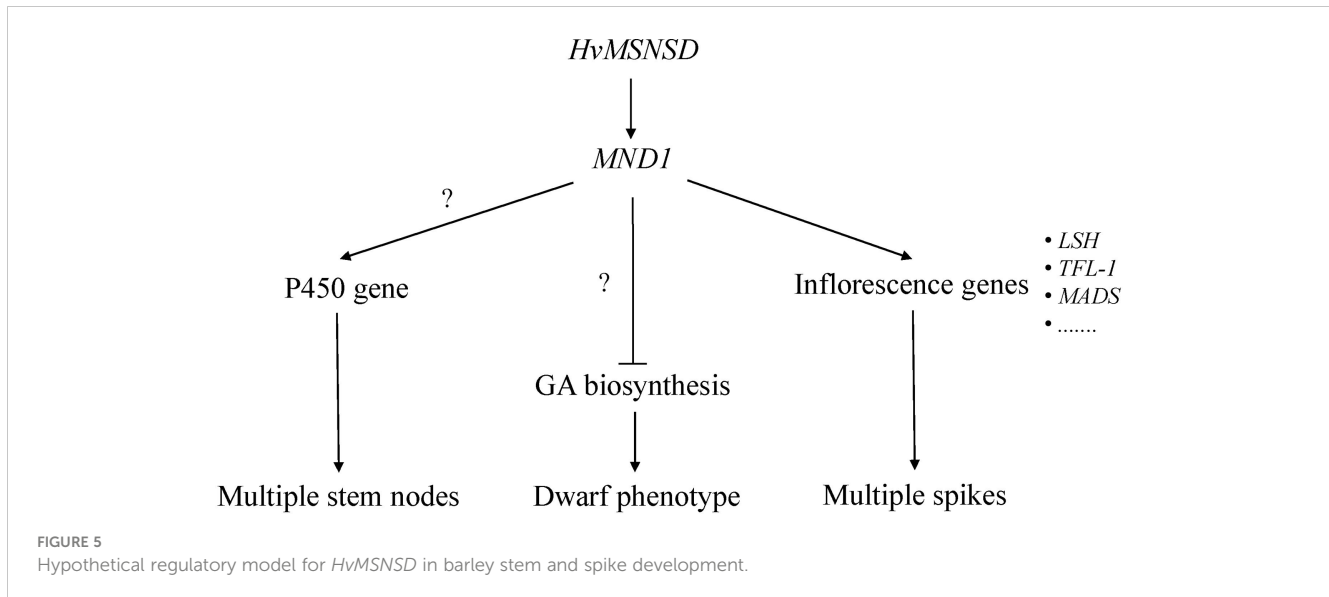 HvMSNSD
MND1
?
?
P450 gene
Inflorescence genes
• LSH
• TFL-1
• MADS
• .......
GA biosynthesis
Multiple stem nodes
Dwarf phenotype
Multiple spikes
FIGURE 5
Hypothetical regulatory model for HvMSNSD in barley stem and spike development.